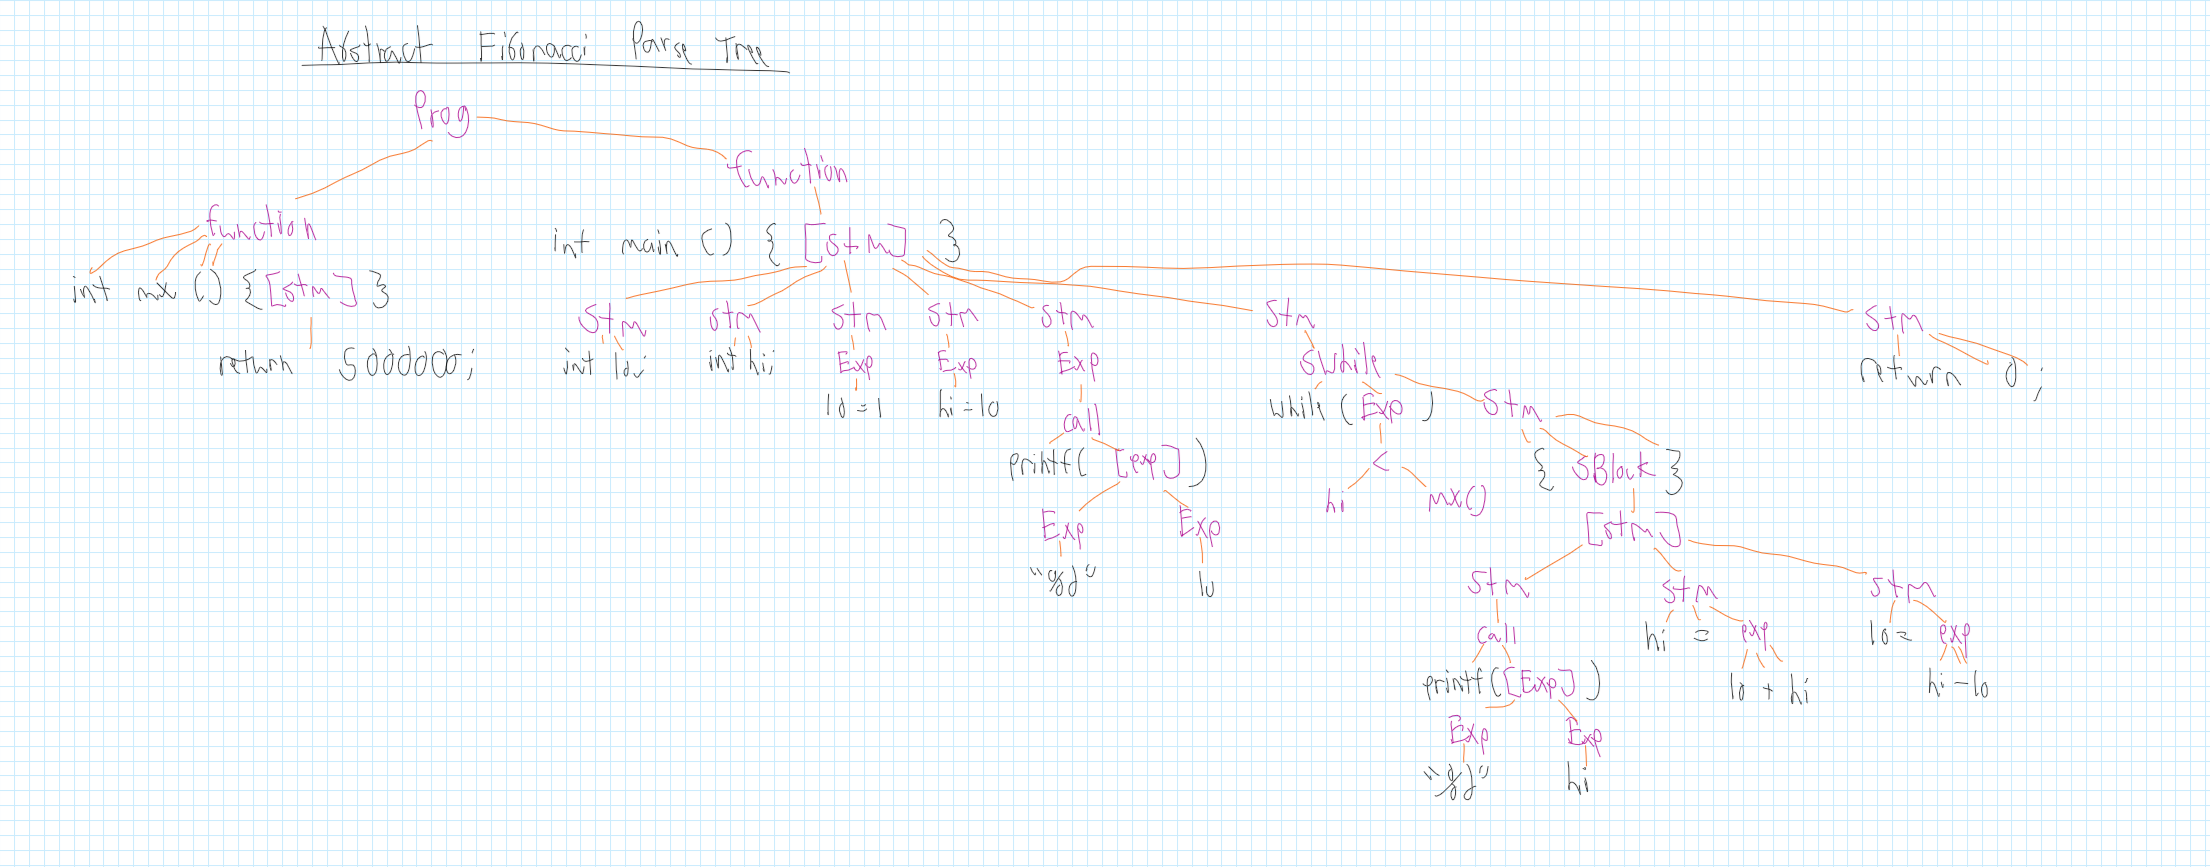 Abstract Fibonacci Parse Tree
Prog
function
function
int main () { [stm] }
int mx () { [stm] }
Stm stm stm stm stm Stm Stm
return 5000000; int lo; int hi; Exp Exp Exp SWhile return 0;
lo = 1 hi = lo call while ( Exp ) Stm
printf( [exp] ) < { SBlock }
hi mx()
Exp Exp [stm]
"%d" lo Stm stm stm
call hi = exp lo = exp
printf( [Exp] ) lo + hi hi - lo
Exp Exp
"%d" hi